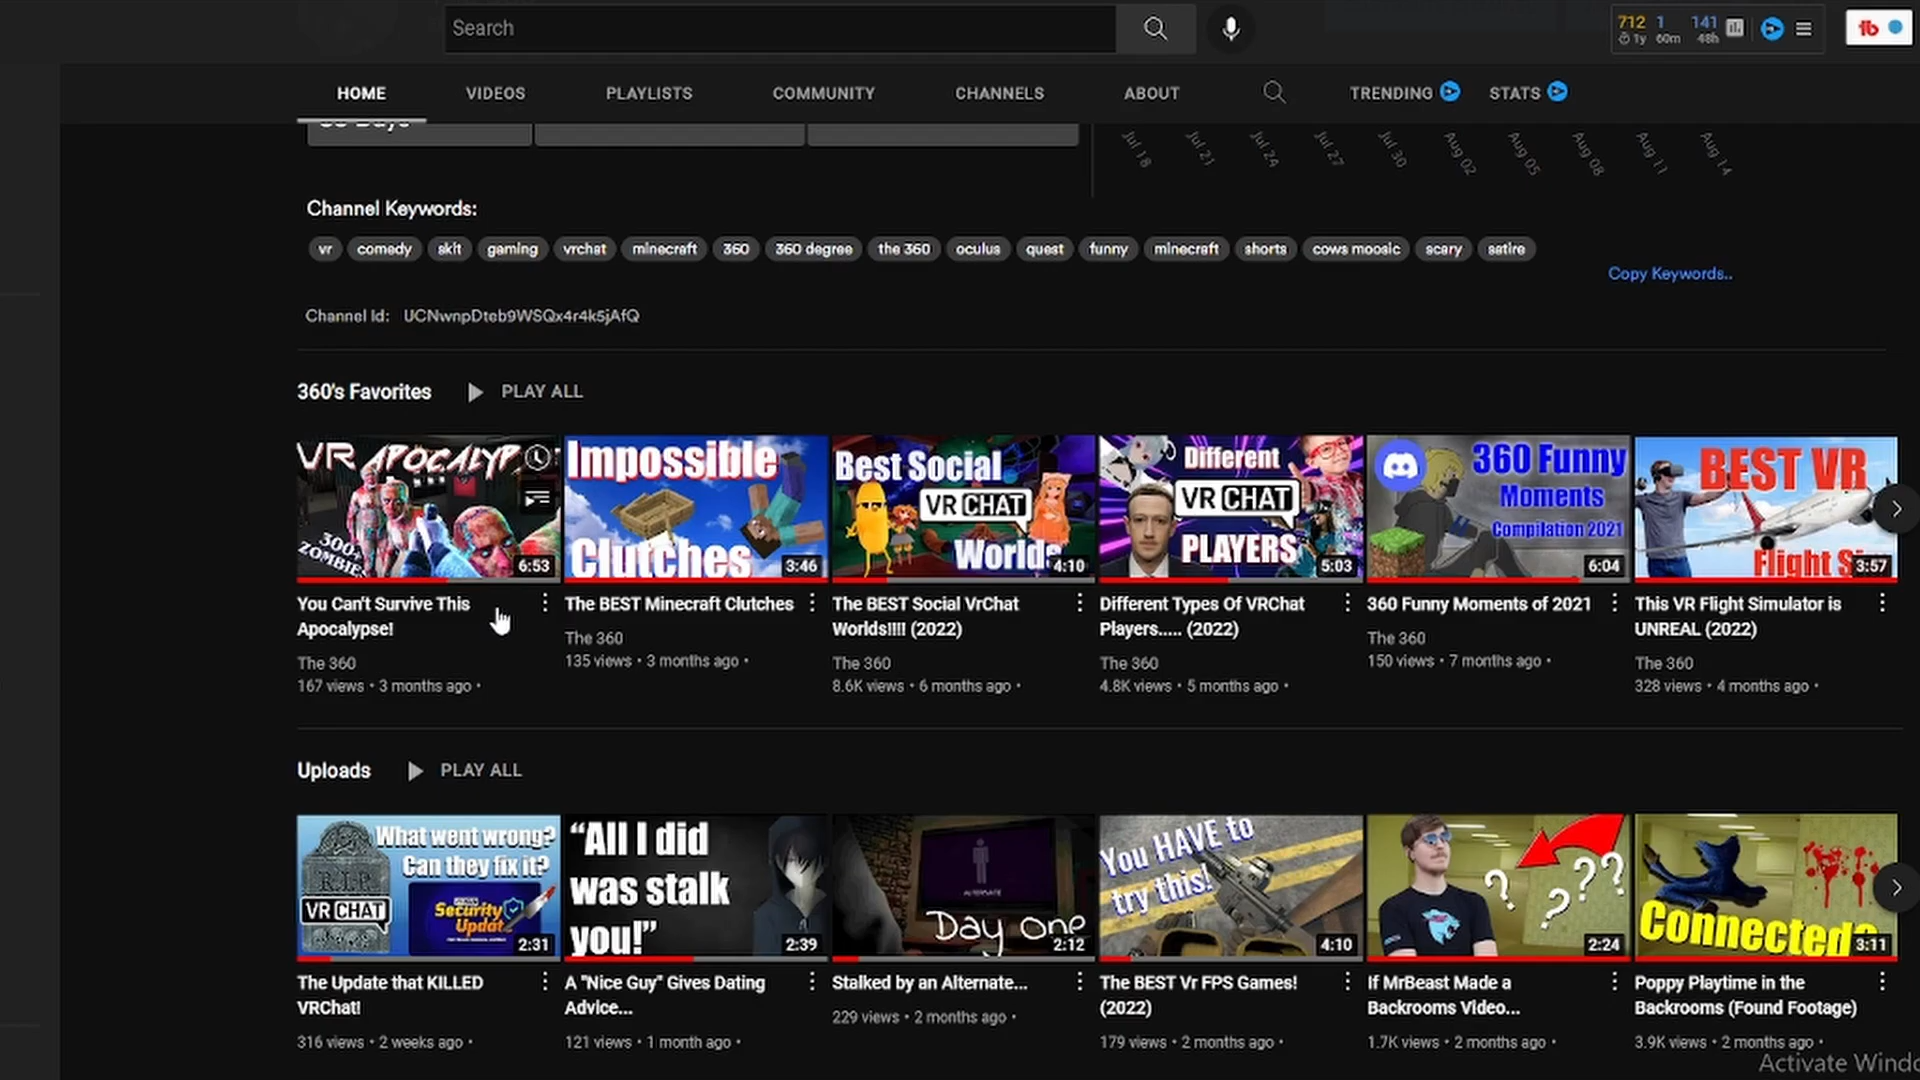 Search
712 1 141
1y 60m 48h
HOME VIDEOS PLAYLISTS COMMUNITY CHANNELS ABOUT TRENDING STATS
Jul 18 Jul 21 Jul 24 Jul 27 Jul 30 Aug 02 Aug 05 Aug 08 Aug 11 Aug 14
Channel Keywords:
vr comedy skit gaming vrchat minecraft 360 360 degree the 360 oculus quest funny minecraft shorts cows moosic scary satire
Copy Keywords..
Channel Id: UCNwnpDteb9WSQx4r4k5jAfQ
360's Favorites PLAY ALL
VR APOCALYP
300+
ZOMBIES
6:53
Impossible
Clutches
3:46
Best Social
VR CHAT
Worlds
4:10
Different
VR CHAT
PLAYERS
5:03
360 Funny
Moments
Compilation 2021
6:04
BEST VR
Flight S
3:57
You Can't Survive This
Apocalypse!
The 360
167 views • 3 months ago •
The BEST Minecraft Clutches
The 360
135 views • 3 months ago •
The BEST Social VrChat
Worlds!!!! (2022)
The 360
8.6K views • 6 months ago •
Different Types Of VRChat
Players..... (2022)
The 360
4.8K views • 5 months ago •
360 Funny Moments of 2021
The 360
150 views • 7 months ago •
This VR Flight Simulator is
UNREAL (2022)
The 360
328 views • 4 months ago •
Uploads PLAY ALL
What went wrong?
Can they fix it?
R.I.P
VR CHAT
Security
Update
2:31
“All I did
was stalk
you!”
2:39
ALTERNATE
Day one
2:12
You HAVE to
try this!
4:10
? ? ??
2:24
Connected?
3:11
The Update that KILLED
VRChat!
316 views • 2 weeks ago •
A "Nice Guy" Gives Dating
Advice...
121 views • 1 month ago •
Stalked by an Alternate...
229 views • 2 months ago •
The BEST Vr FPS Games!
(2022)
179 views • 2 months ago •
If MrBeast Made a
Backrooms Video...
1.7K views • 2 months ago •
Poppy Playtime in the
Backrooms (Found Footage)
3.9K views • 2 months ago •
Activate Windo